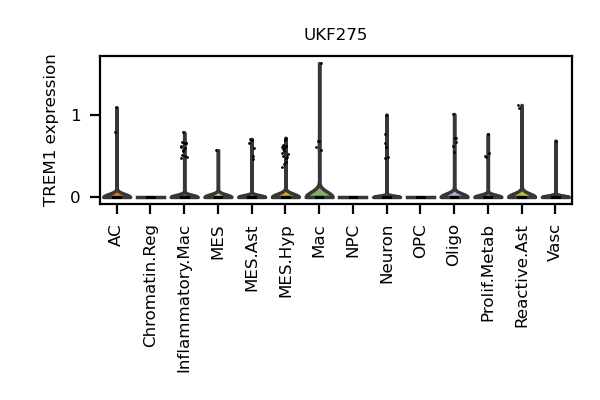 UKF275
TREM1 expression
1
0
AC
Chromatin.Reg
Inflammatory.Mac
MES
MES.Ast
MES.Hyp
Mac
NPC
Neuron
OPC
Oligo
Prolif.Metab
Reactive.Ast
Vasc